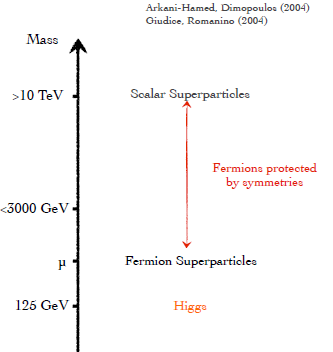 Arkani-Hamed, Dimopoulos (2004)
Giudice, Romanino (2004)
Mass
>10 TeV
Scalar Superparticles
Fermions protected
by symmetries
<3000 GeV
μ
Fermion Superparticles
125 GeV
Higgs